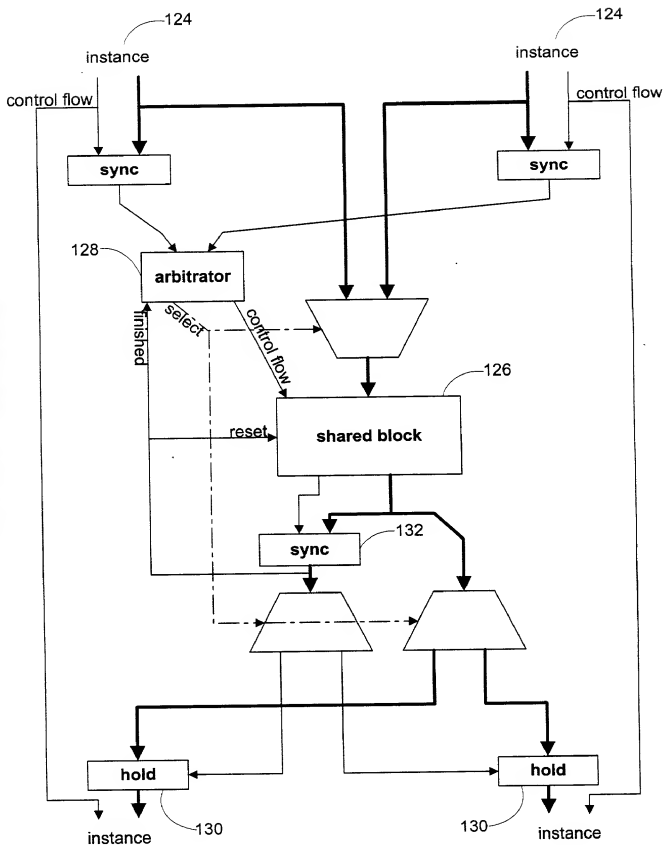 124
124
instance
instance
control flow
control flow
sync
sync
128
arbitrator
finished
select
control flow
126
reset
shared block
132
sync
hold
hold
130
130
instance
instance